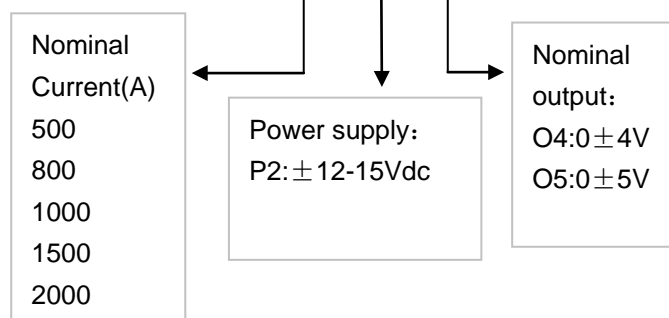 Nominal
Current(A)
500
800
1000
1500
2000
Power supply：
P2:±12-15Vdc
Nominal
output：
O4:0±4V
O5:0±5V